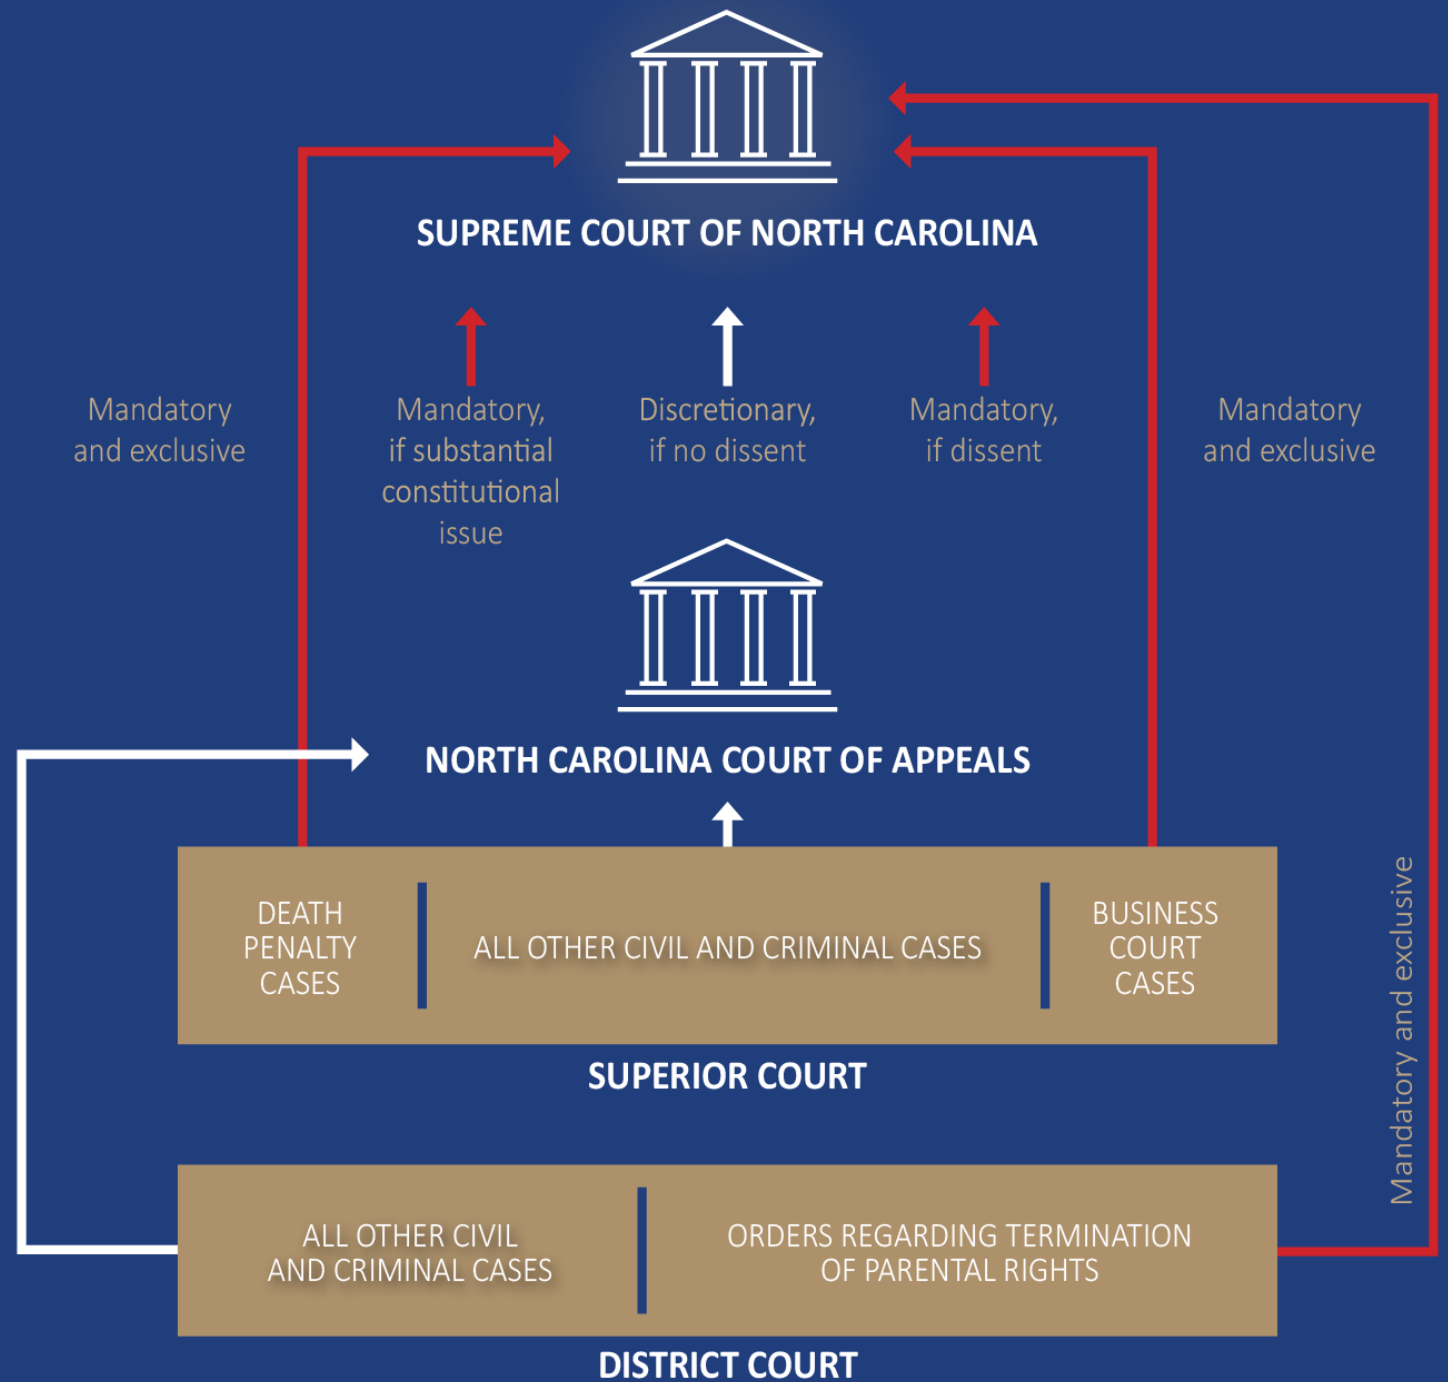 SUPREME COURT OF NORTH CAROLINA
Mandatory
and exclusive
Mandatory,
if substantial
constitutional
issue
Discretionary,
if no dissent
Mandatory,
if dissent
Mandatory
and exclusive
NORTH CAROLINA COURT OF APPEALS
DEATH
PENALTY
CASES
ALL OTHER CIVIL AND CRIMINAL CASES
BUSINESS
COURT
CASES
SUPERIOR COURT
Mandatory and exclusive
ALL OTHER CIVIL
AND CRIMINAL CASES
ORDERS REGARDING TERMINATION
OF PARENTAL RIGHTS
DISTRICT COURT